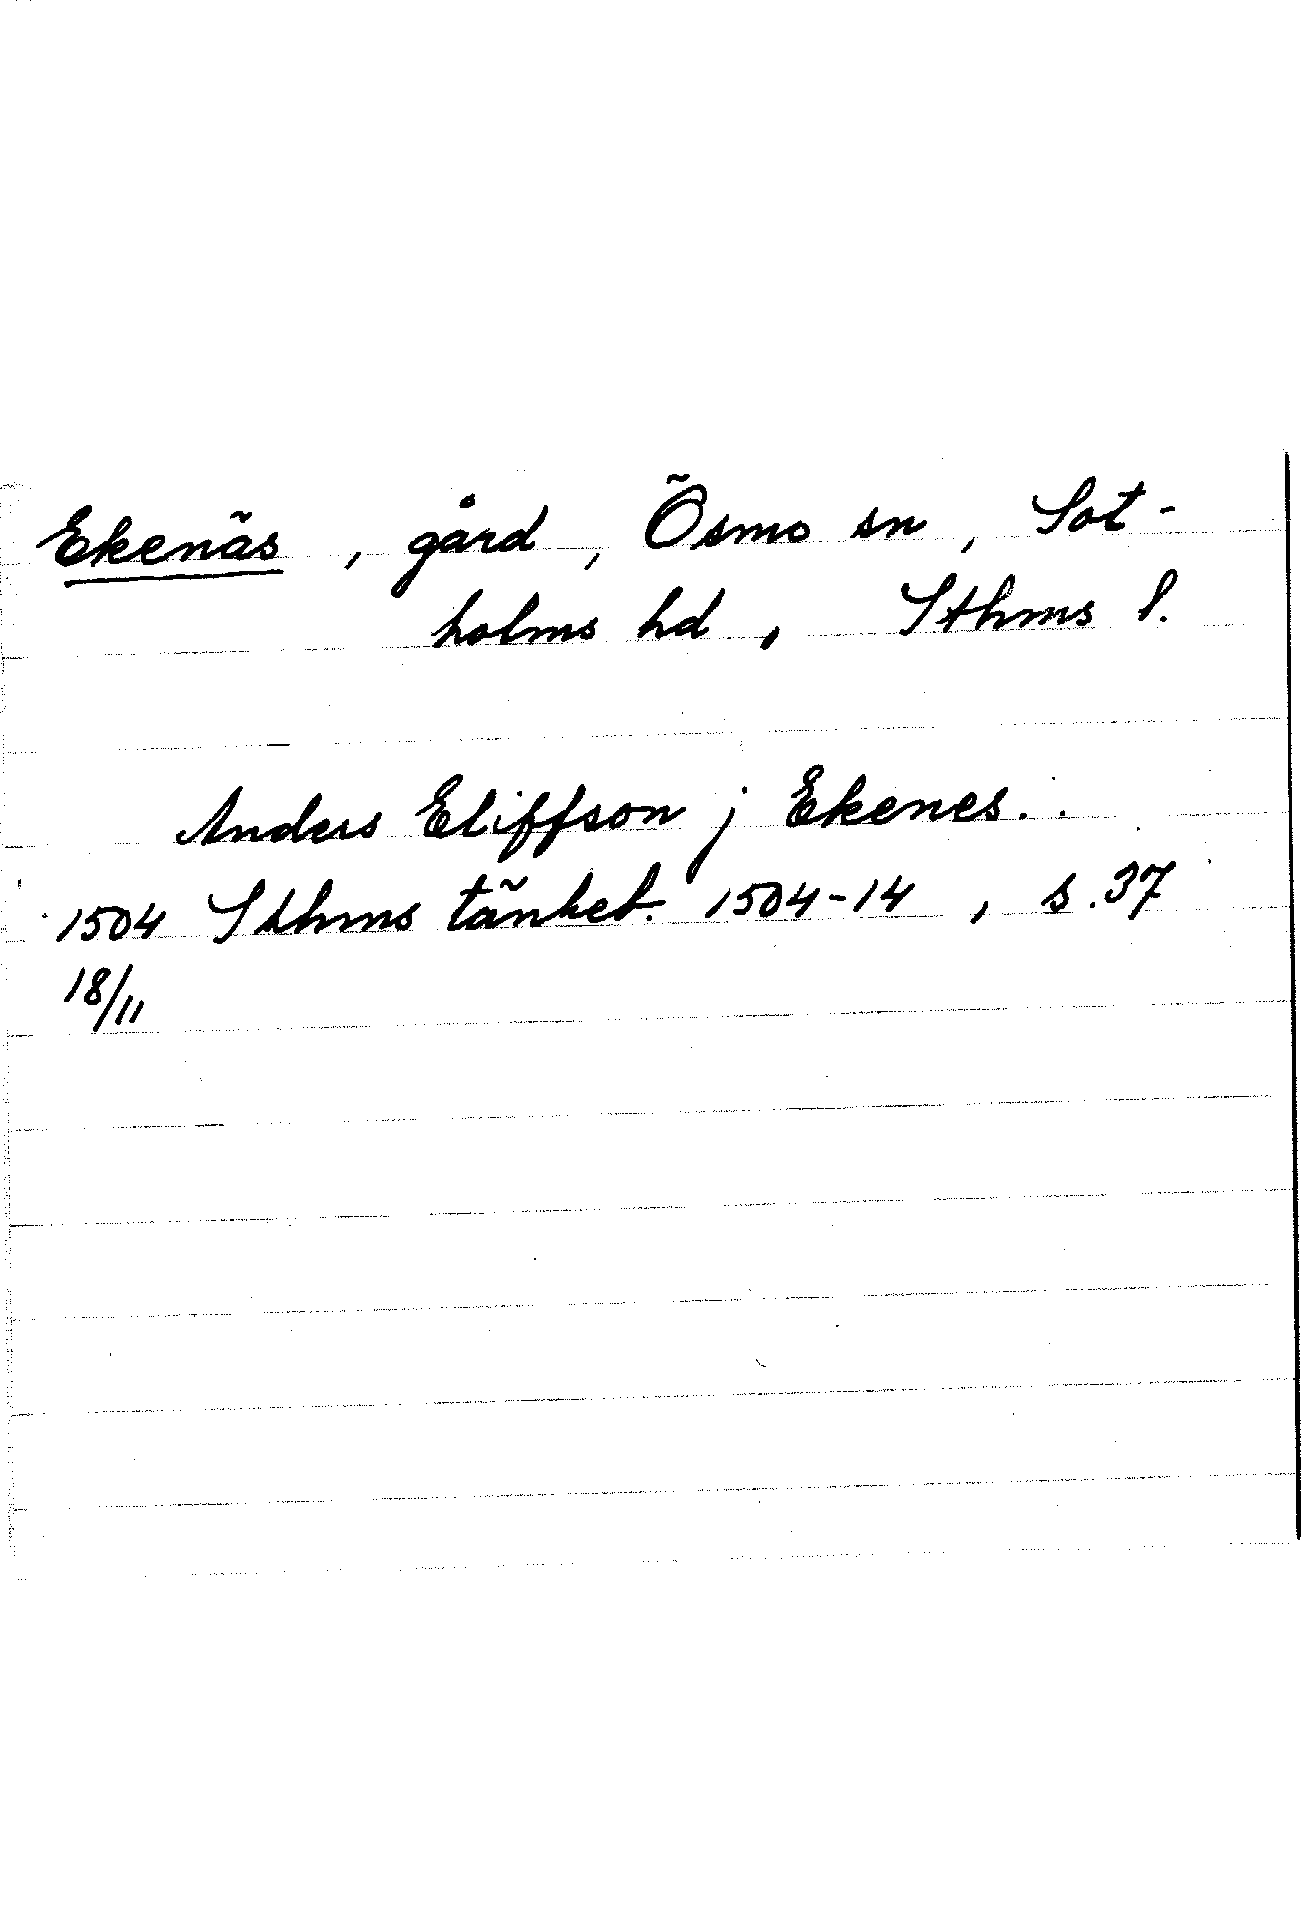 Ekenäs, gård, Ösmo sn, Sot-
holms hd, Sthms l.
Anders Eliffson j Ekenes..
1504 Sthms tänkeb. 1504-14, s.37
18/11